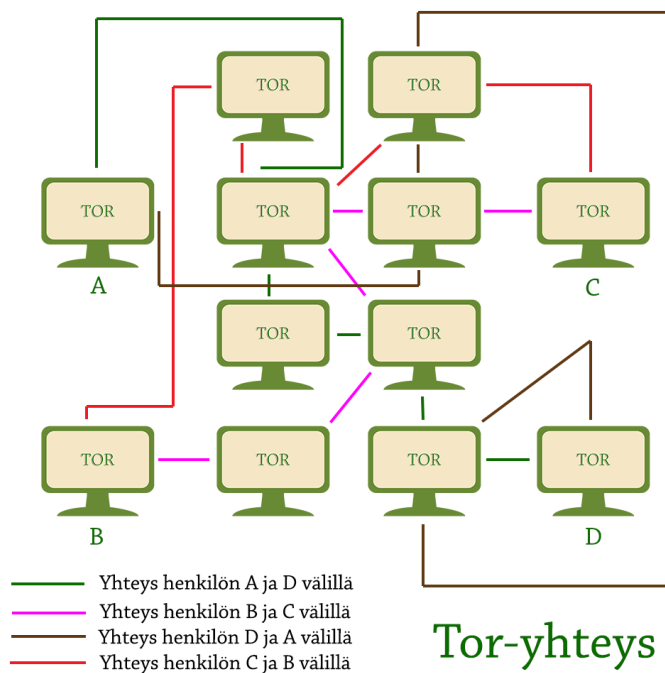 TOR
TOR
TOR
TOR
TOR
TOR
A
C
TOR
TOR
TOR
TOR
TOR
TOR
B
D
Yhteys henkilön A ja D välillä
Yhteys henkilön B ja C välillä
Yhteys henkilön D ja A välillä
Yhteys henkilön C ja B välillä
Tor-yhteys